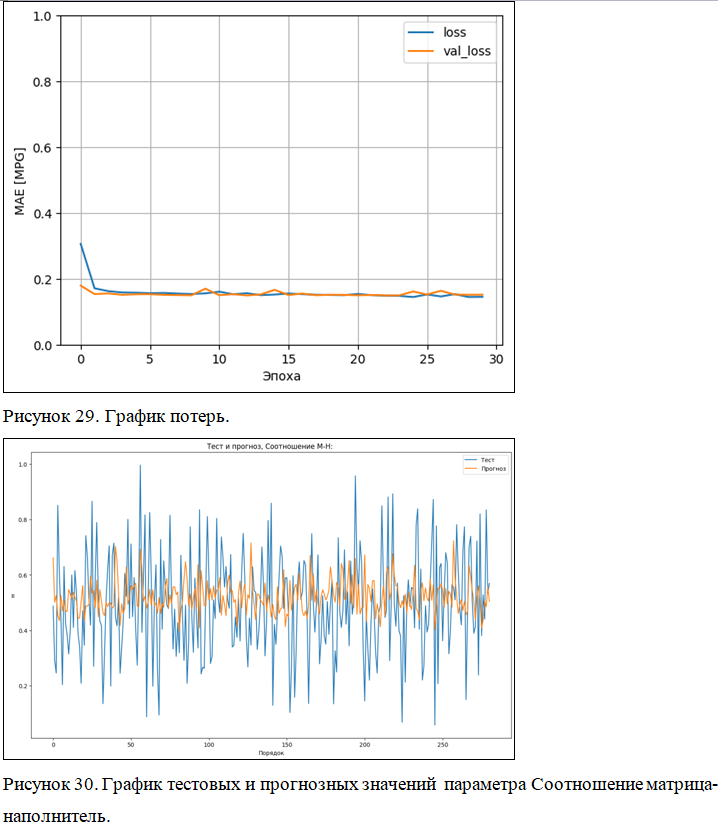 1.0
0.8
0.6
0.4
0.2
0.0
MAE [MPG]
loss
val_loss
0 5 10 15 20 25 30
Эпоха
Рисунок 29. График потерь.
Тест и прогноз, Соотношение М-Н:
Тест
Прогноз
1.0
0.8
0.6
0.4
0.2
0 50 100 150 200 250
Порядок
Рисунок 30. График тестовых и прогнозных значений параметра Соотношение матрица-
наполнитель.